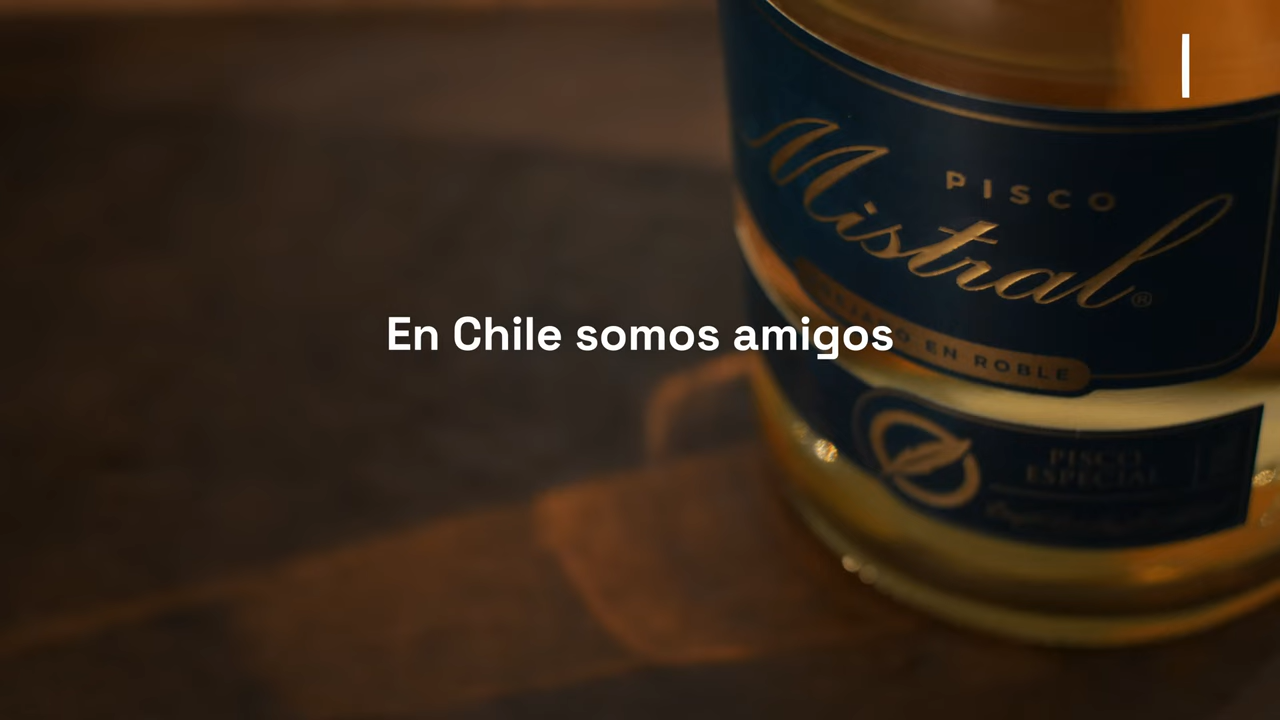 PISCO
Mistral®
EN ROBLE
En Chile somos amigos
PISCO
ESPECIAL